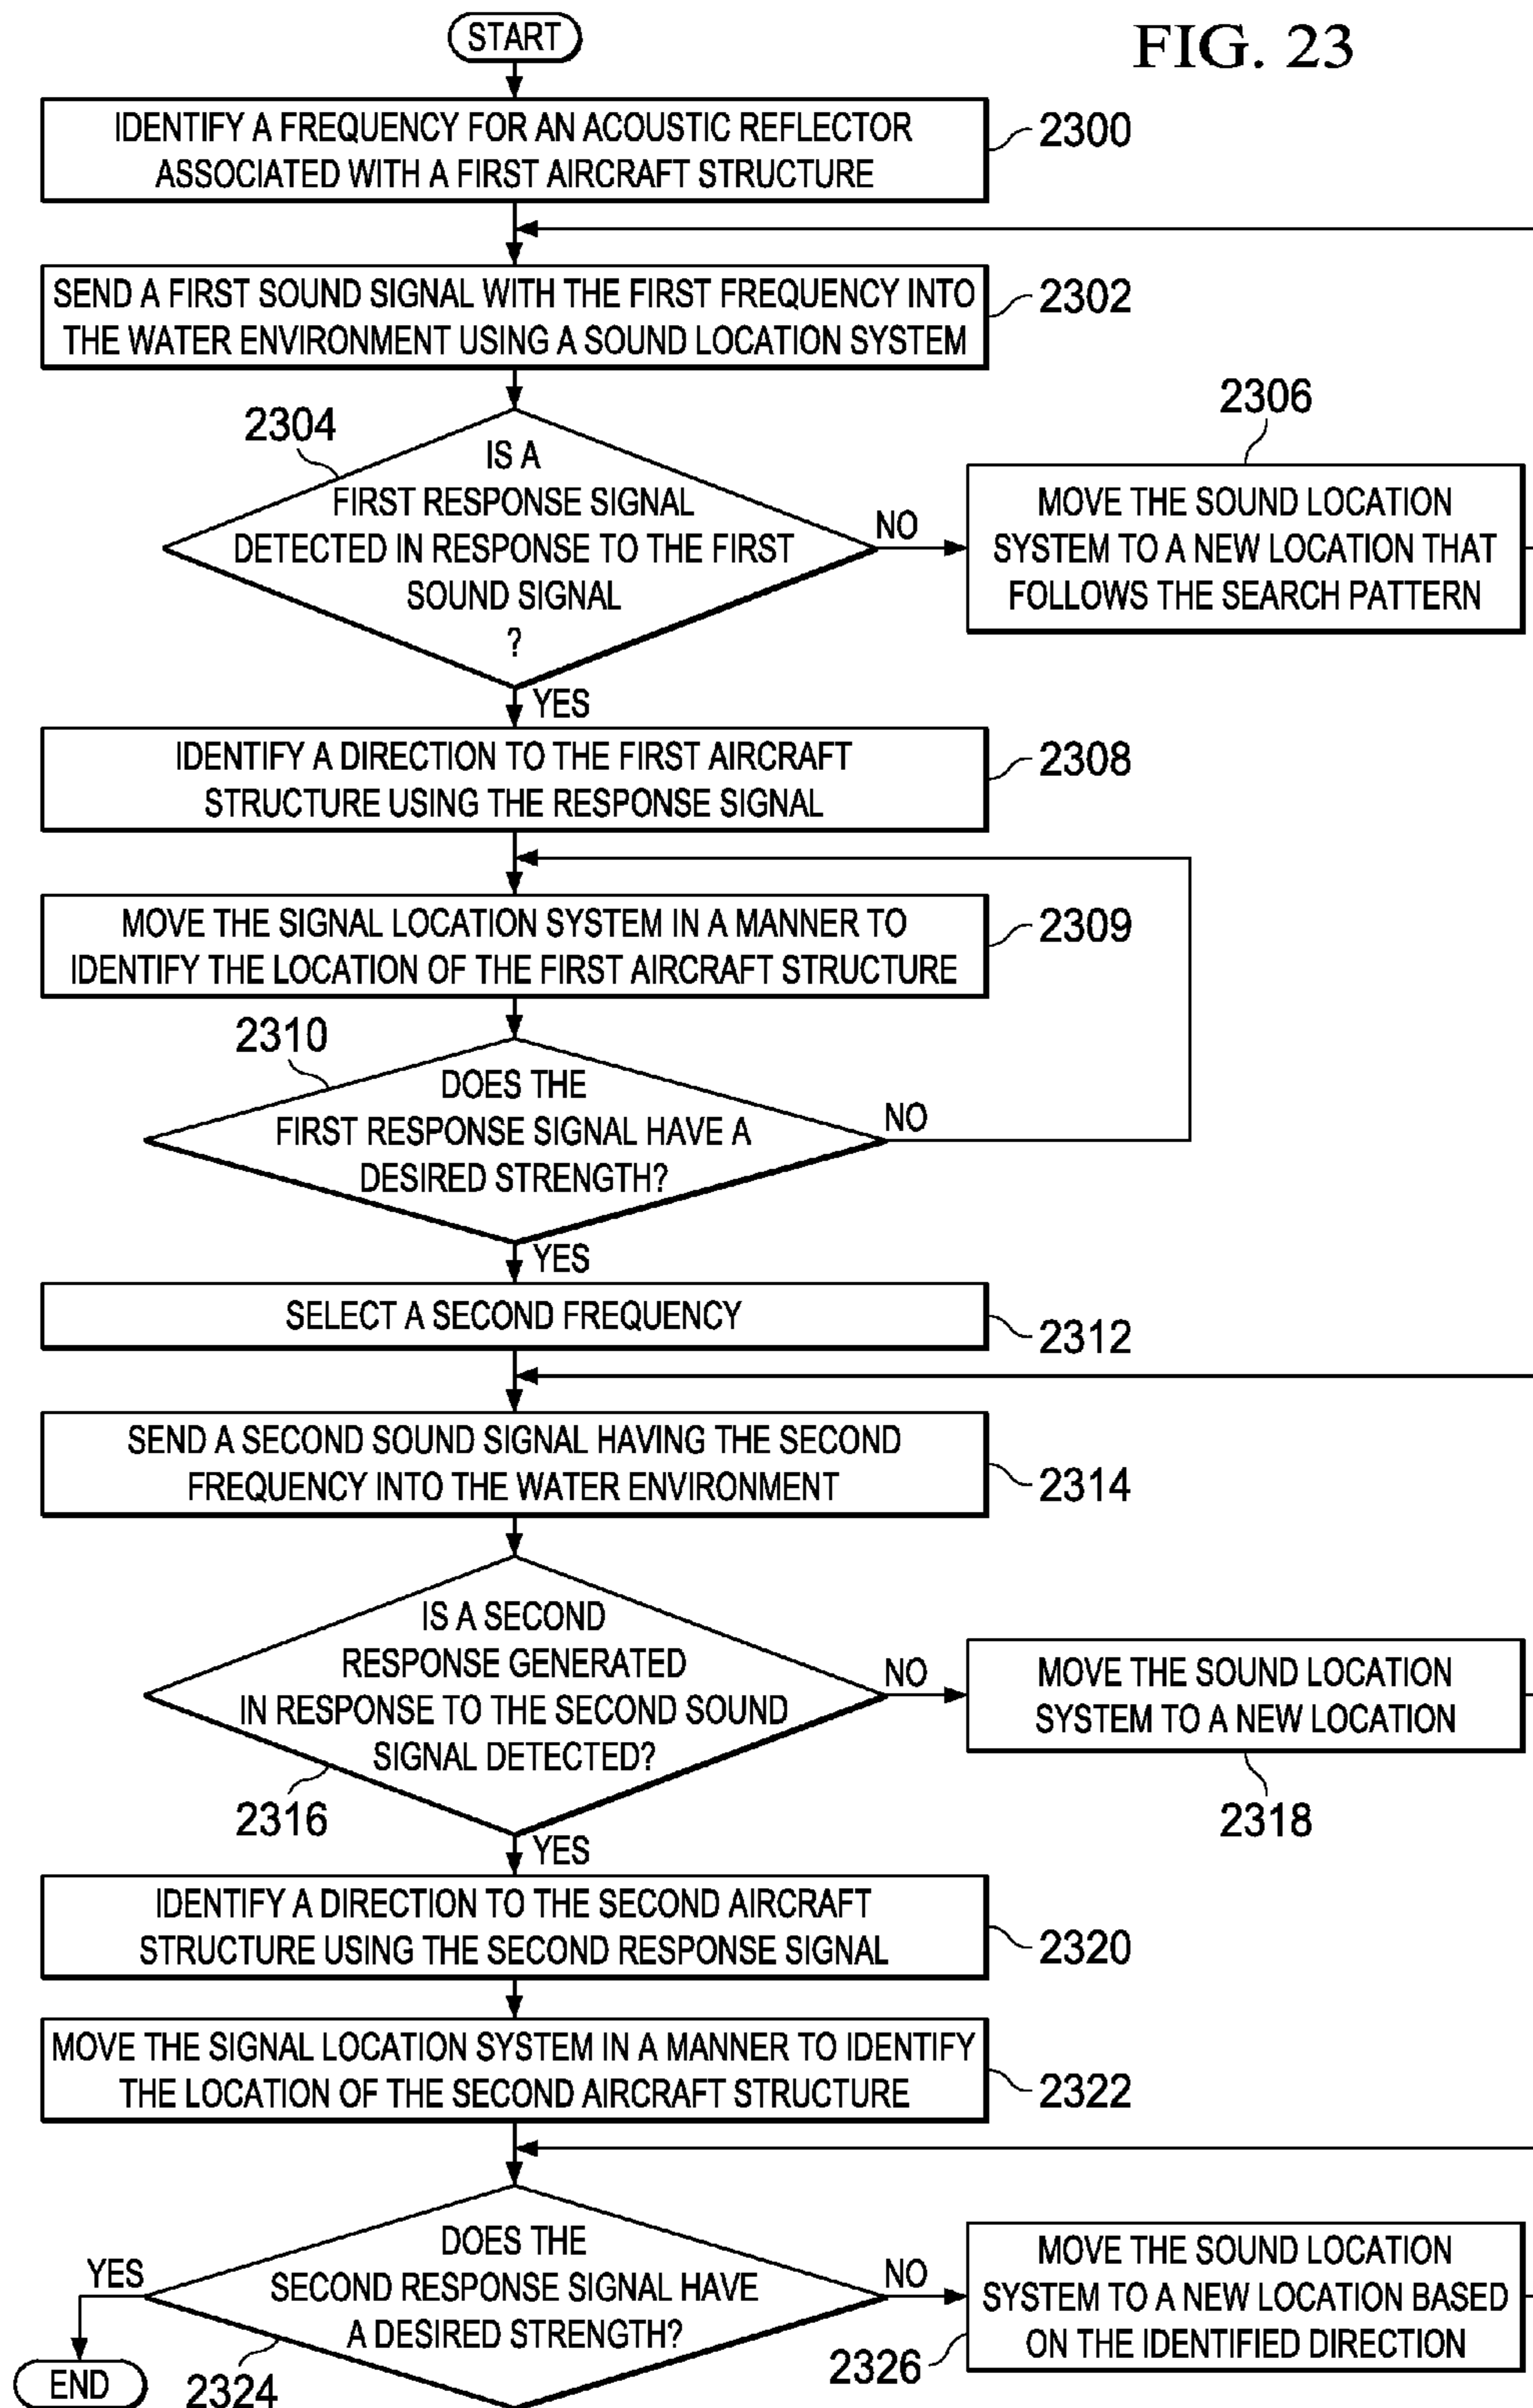 START
FIG. 23
IDENTIFY A FREQUENCY FOR AN ACOUSTIC REFLECTOR
ASSOCIATED WITH A FIRST AIRCRAFT STRUCTURE
2300
SEND A FIRST SOUND SIGNAL WITH THE FIRST FREQUENCY INTO
THE WATER ENVIRONMENT USING A SOUND LOCATION SYSTEM
2302
2304
IS A
FIRST RESPONSE SIGNAL
DETECTED IN RESPONSE TO THE FIRST
SOUND SIGNAL
?
NO
2306
MOVE THE SOUND LOCATION
SYSTEM TO A NEW LOCATION THAT
FOLLOWS THE SEARCH PATTERN
YES
IDENTIFY A DIRECTION TO THE FIRST AIRCRAFT
STRUCTURE USING THE RESPONSE SIGNAL
2308
MOVE THE SIGNAL LOCATION SYSTEM IN A MANNER TO
IDENTIFY THE LOCATION OF THE FIRST AIRCRAFT STRUCTURE
2309
2310
DOES THE
FIRST RESPONSE SIGNAL HAVE A
DESIRED STRENGTH?
NO
YES
SELECT A SECOND FREQUENCY
2312
SEND A SECOND SOUND SIGNAL HAVING THE SECOND
FREQUENCY INTO THE WATER ENVIRONMENT
2314
IS A SECOND
RESPONSE GENERATED
IN RESPONSE TO THE SECOND SOUND
SIGNAL DETECTED?
2316
NO
MOVE THE SOUND LOCATION
SYSTEM TO A NEW LOCATION
2318
YES
IDENTIFY A DIRECTION TO THE SECOND AIRCRAFT
STRUCTURE USING THE SECOND RESPONSE SIGNAL
2320
MOVE THE SIGNAL LOCATION SYSTEM IN A MANNER TO IDENTIFY
THE LOCATION OF THE SECOND AIRCRAFT STRUCTURE
2322
DOES THE
SECOND RESPONSE SIGNAL HAVE
A DESIRED STRENGTH?
2324
YES
END
NO
MOVE THE SOUND LOCATION
SYSTEM TO A NEW LOCATION BASED
ON THE IDENTIFIED DIRECTION
2326